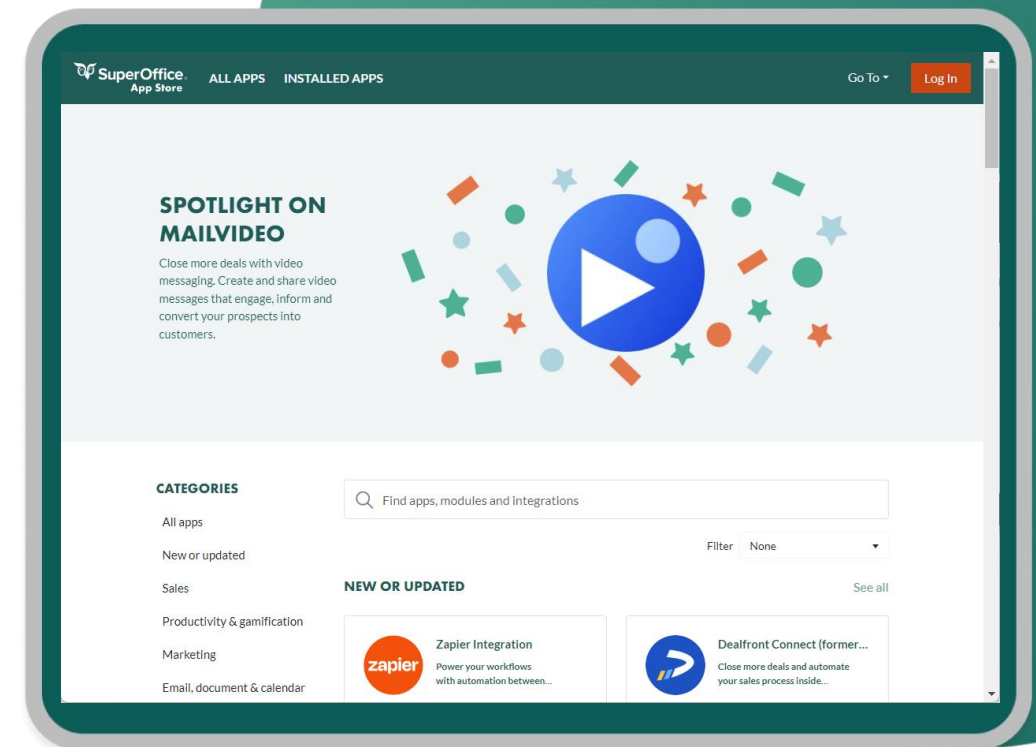 SuperOffice.
App Store
ALL APPS INSTALLED APPS
Go To
Log In
SPOTLIGHT ON
MAILVIDEO
Close more deals with video
messaging. Create and share video
messages that engage, inform and
convert your prospects into
customers.
CATEGORIES
All apps
New or updated
Sales
Productivity & gamification
Marketing
Email, document & calendar
Find apps, modules and integrations
Filter None
NEW OR UPDATED
See all
zapier
Zapier Integration
Power your workflows
with automation between...
Dealfront Connect (former...
Close more deals and automate
your sales process inside...